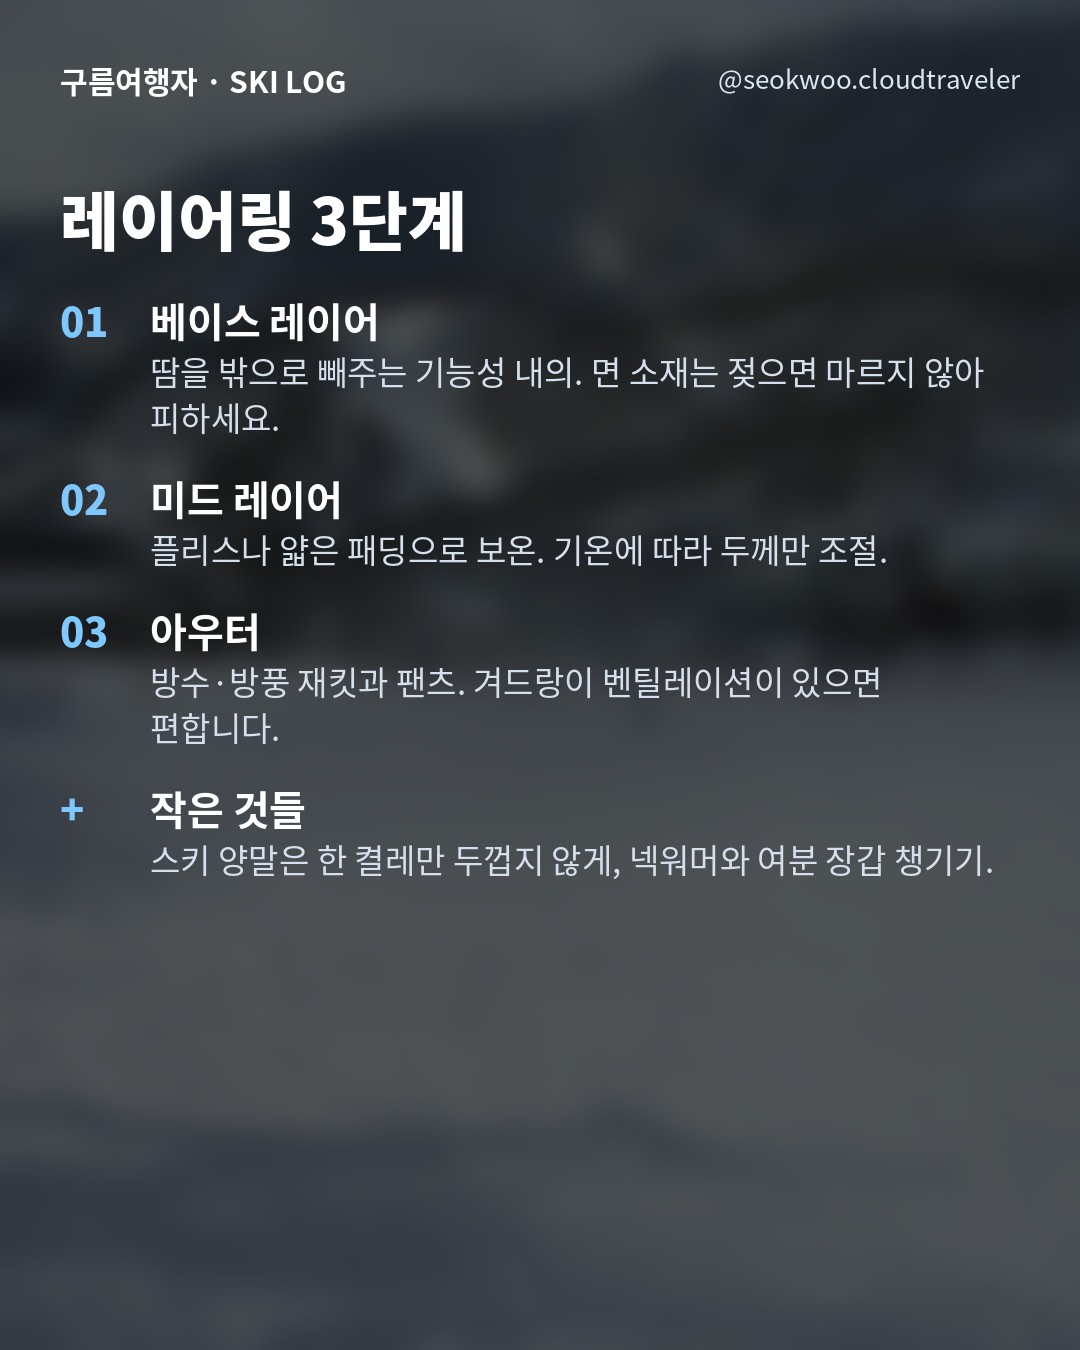 구름여행자 · SKI LOG
@seokwoo.cloudtraveler
레이어링 3단계
01 베이스 레이어
땀을 밖으로 빼주는 기능성 내의. 면 소재는 젖으면 마르지 않아
피하세요.
02 미드 레이어
플리스나 얇은 패딩으로 보온. 기온에 따라 두께만 조절.
03 아우터
방수·방풍 재킷과 팬츠. 겨드랑이 벤틸레이션이 있으면
편합니다.
+ 작은 것들
스키 양말은 한 켤레만 두껍지 않게, 넥워머와 여분 장갑 챙기기.